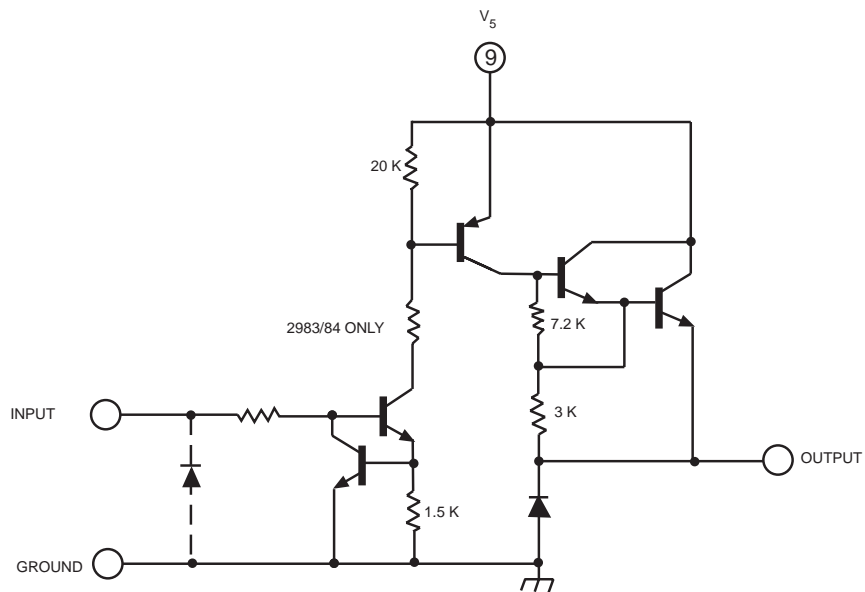 V5
9
20 K
2983/84 ONLY
7.2 K
INPUT
3 K
OUTPUT
1.5 K
GROUND